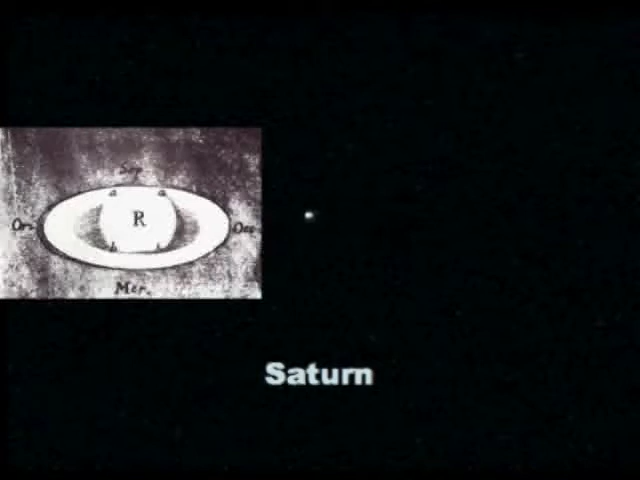 Sep.
a a
Or. R Occ.
b b
Mer.
Saturn